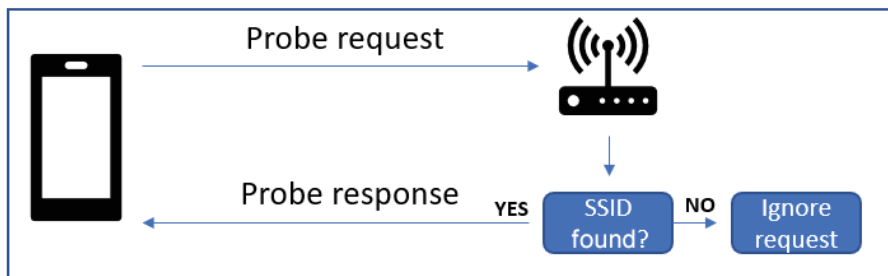 Probe request
Probe response
YES
SSID
found?
NO
Ignore
request